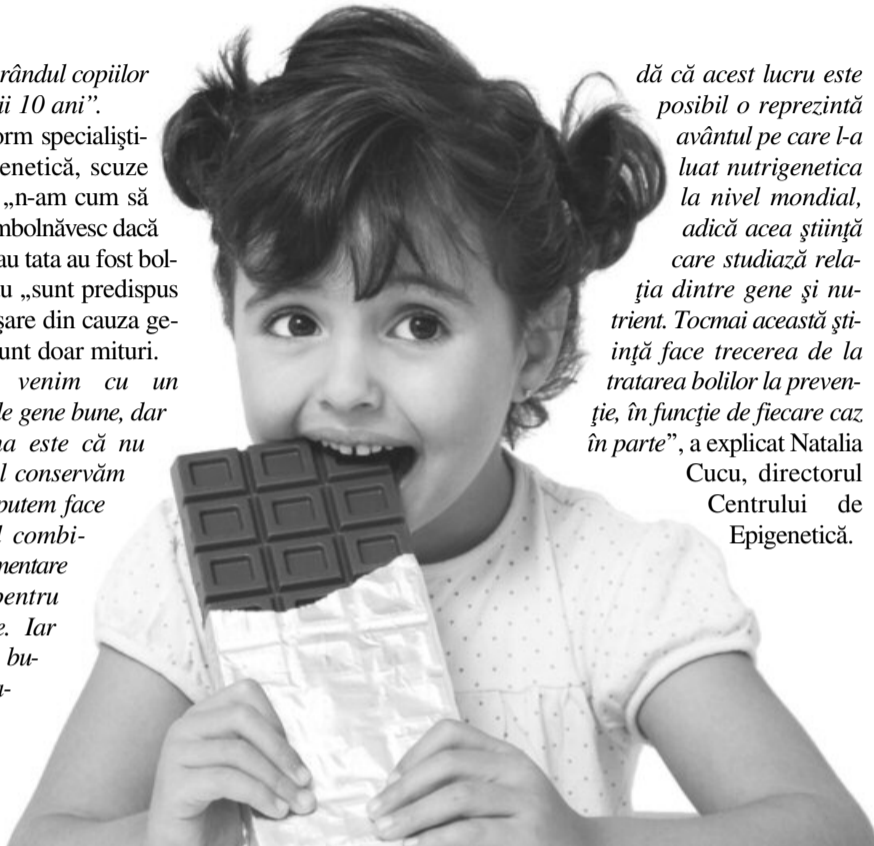 rândul copiilor
ii 10 ani”.
orm specialişti-
enetică, scuze
„n-am cum să
mbolnăvesc dacă
au tata au fost bol-
u „sunt predispus
şare din cauza ge-
unt doar mituri.
venim cu un
de gene bune, dar
na este că nu
l conservăm
putem face
l combi-
mentare
pentru
e. Iar
bu-
u-
dă că acest lucru este
posibil o reprezintă
avântul pe care l-a
luat nutrigenetica
la nivel mondial,
adică acea ştiinţă
care studiază rela-
ţia dintre gene şi nu-
trient. Tocmai această şti-
inţă face trecerea de la
tratarea bolilor la preven-
ţie, în funcţie de fiecare caz
în parte”, a explicat Natalia
Cucu, directorul
Centrului de
Epigenetică.